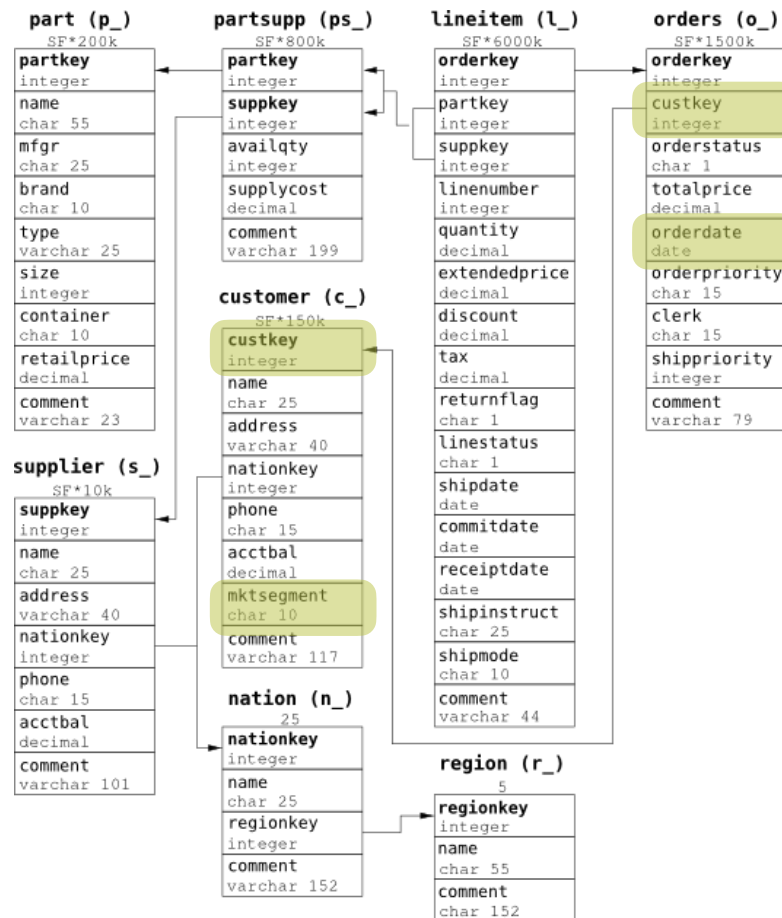 part (p_)
SF*200k
partkey
integer
name
char 55
mfgr
char 25
brand
char 10
type
varchar 25
size
integer
container
char 10
retailprice
decimal
comment
varchar 23
supplier (s_)
SF*10k
suppkey
integer
name
char 25
address
varchar 40
nationkey
integer
phone
char 15
acctbal
decimal
comment
varchar 101
partsupp (ps_)
SF*800k
partkey
integer
suppkey
integer
availqty
integer
supplycost
decimal
comment
varchar 199
customer (c_)
SF*150k
custkey
integer
name
char 25
address
varchar 40
nationkey
integer
phone
char 15
acctbal
decimal
mktsegment
char 10
comment
varchar 117
nation (n_)
25
nationkey
integer
name
char 25
regionkey
integer
comment
varchar 152
lineitem (l_)
SF*6000k
orderkey
integer
partkey
integer
suppkey
integer
linenumber
integer
quantity
decimal
extendedprice
decimal
discount
decimal
tax
decimal
returnflag
char 1
linestatus
char 1
shipdate
date
commitdate
date
receiptdate
date
shipinstruct
char 25
shipmode
char 10
comment
varchar 44
region (r_)
5
regionkey
integer
name
char 55
comment
char 152
orders (o_)
SF*1500k
orderkey
integer
custkey
integer
orderstatus
char 1
totalprice
decimal
orderdate
date
orderpriority
char 15
clerk
char 15
shippriority
integer
comment
varchar 79